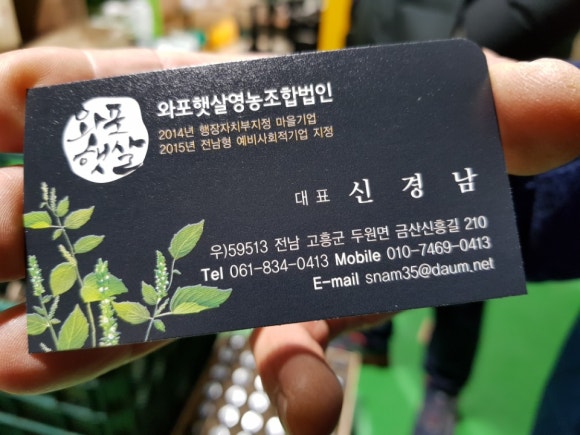 와포
햇살
와포햇살영농조합법인
2014년 행장자치부지정 마을기업
2015년 전남형 예비사회적기업 지정
대표 신경남
우)59513 전남 고흥군 두원면 금산신흥길 210
Tel 061-834-0413 Mobile 010-7469-0413
E-mail snam35@daum.net